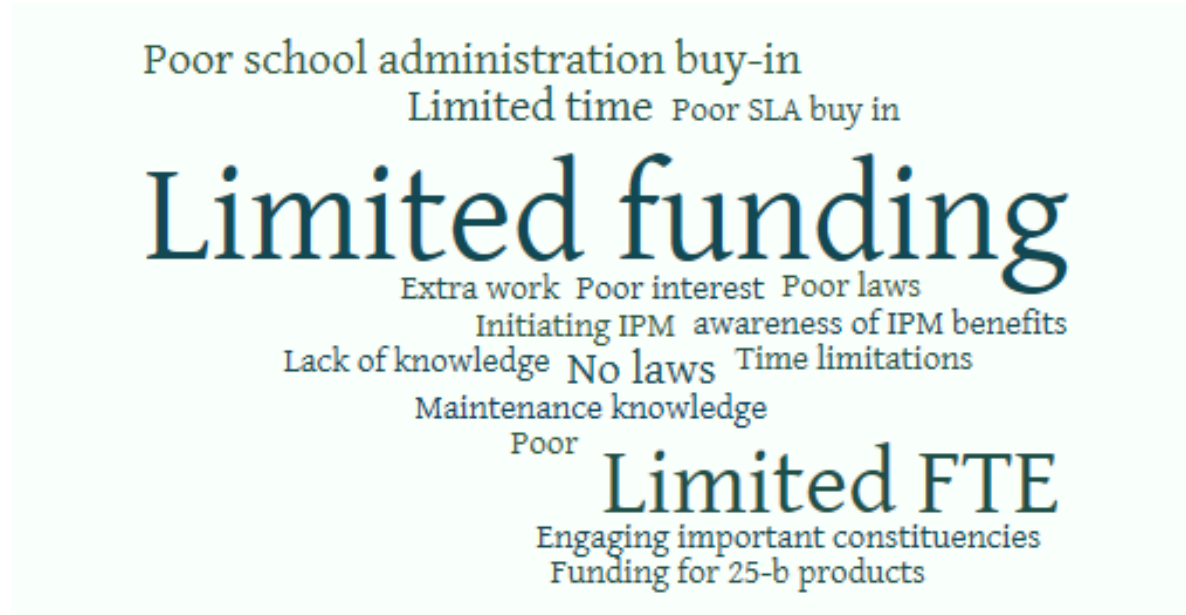 Poor school administration buy-in
Limited time Poor SLA buy in
Limited funding
Extra work Poor interest Poor laws
Initiating IPM awareness of IPM benefits
Lack of knowledge No laws Time limitations
Maintenance knowledge
Poor
Limited FTE
Engaging important constituencies
Funding for 25-b products